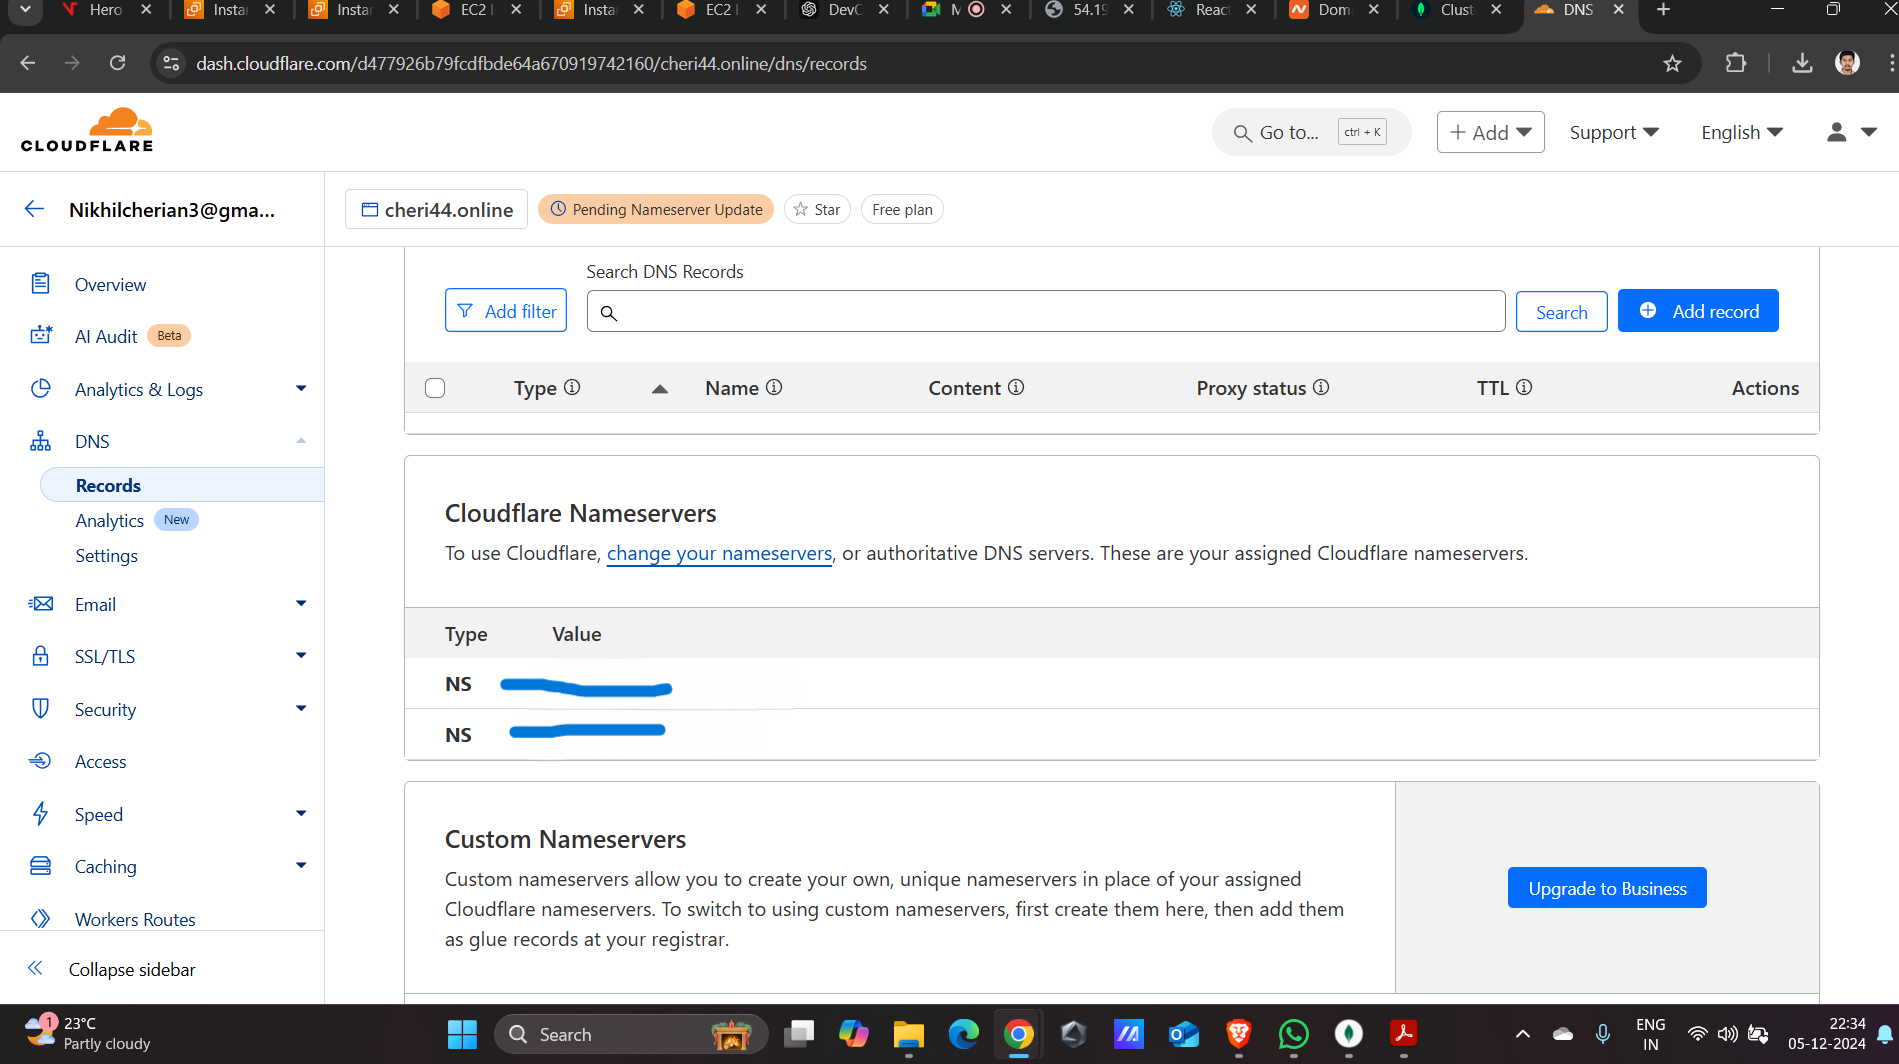 Hero
Instan
Instan
EC2 I
Instan
EC2 I
DevO
M
54.19
React
Dom
Clust
DNS
dash.cloudflare.com/d477926b79fcdfbde64a670919742160/cheri44.online/dns/records
CLOUDFLARE
Go to... ctrl + K
Add
Support
English
Nikhilcherian3@gma...
cheri44.online
Pending Nameserver Update
Star
Free plan
Overview
AI Audit Beta
Analytics & Logs
DNS
Records
Analytics New
Settings
Email
SSL/TLS
Security
Access
Speed
Caching
Workers Routes
Collapse sidebar
Search DNS Records
Add filter
Search
Add record
Type Name Content Proxy status TTL Actions
Cloudflare Nameservers
To use Cloudflare, change your nameservers, or authoritative DNS servers. These are your assigned Cloudflare nameservers.
Type Value
NS
NS
Custom Nameservers
Custom nameservers allow you to create your own, unique nameservers in place of your assigned
Cloudflare nameservers. To switch to using custom nameservers, first create them here, then add them
as glue records at your registrar.
Upgrade to Business
1
23°C
Partly cloudy
Search
ENG
IN
22:34
05-12-2024